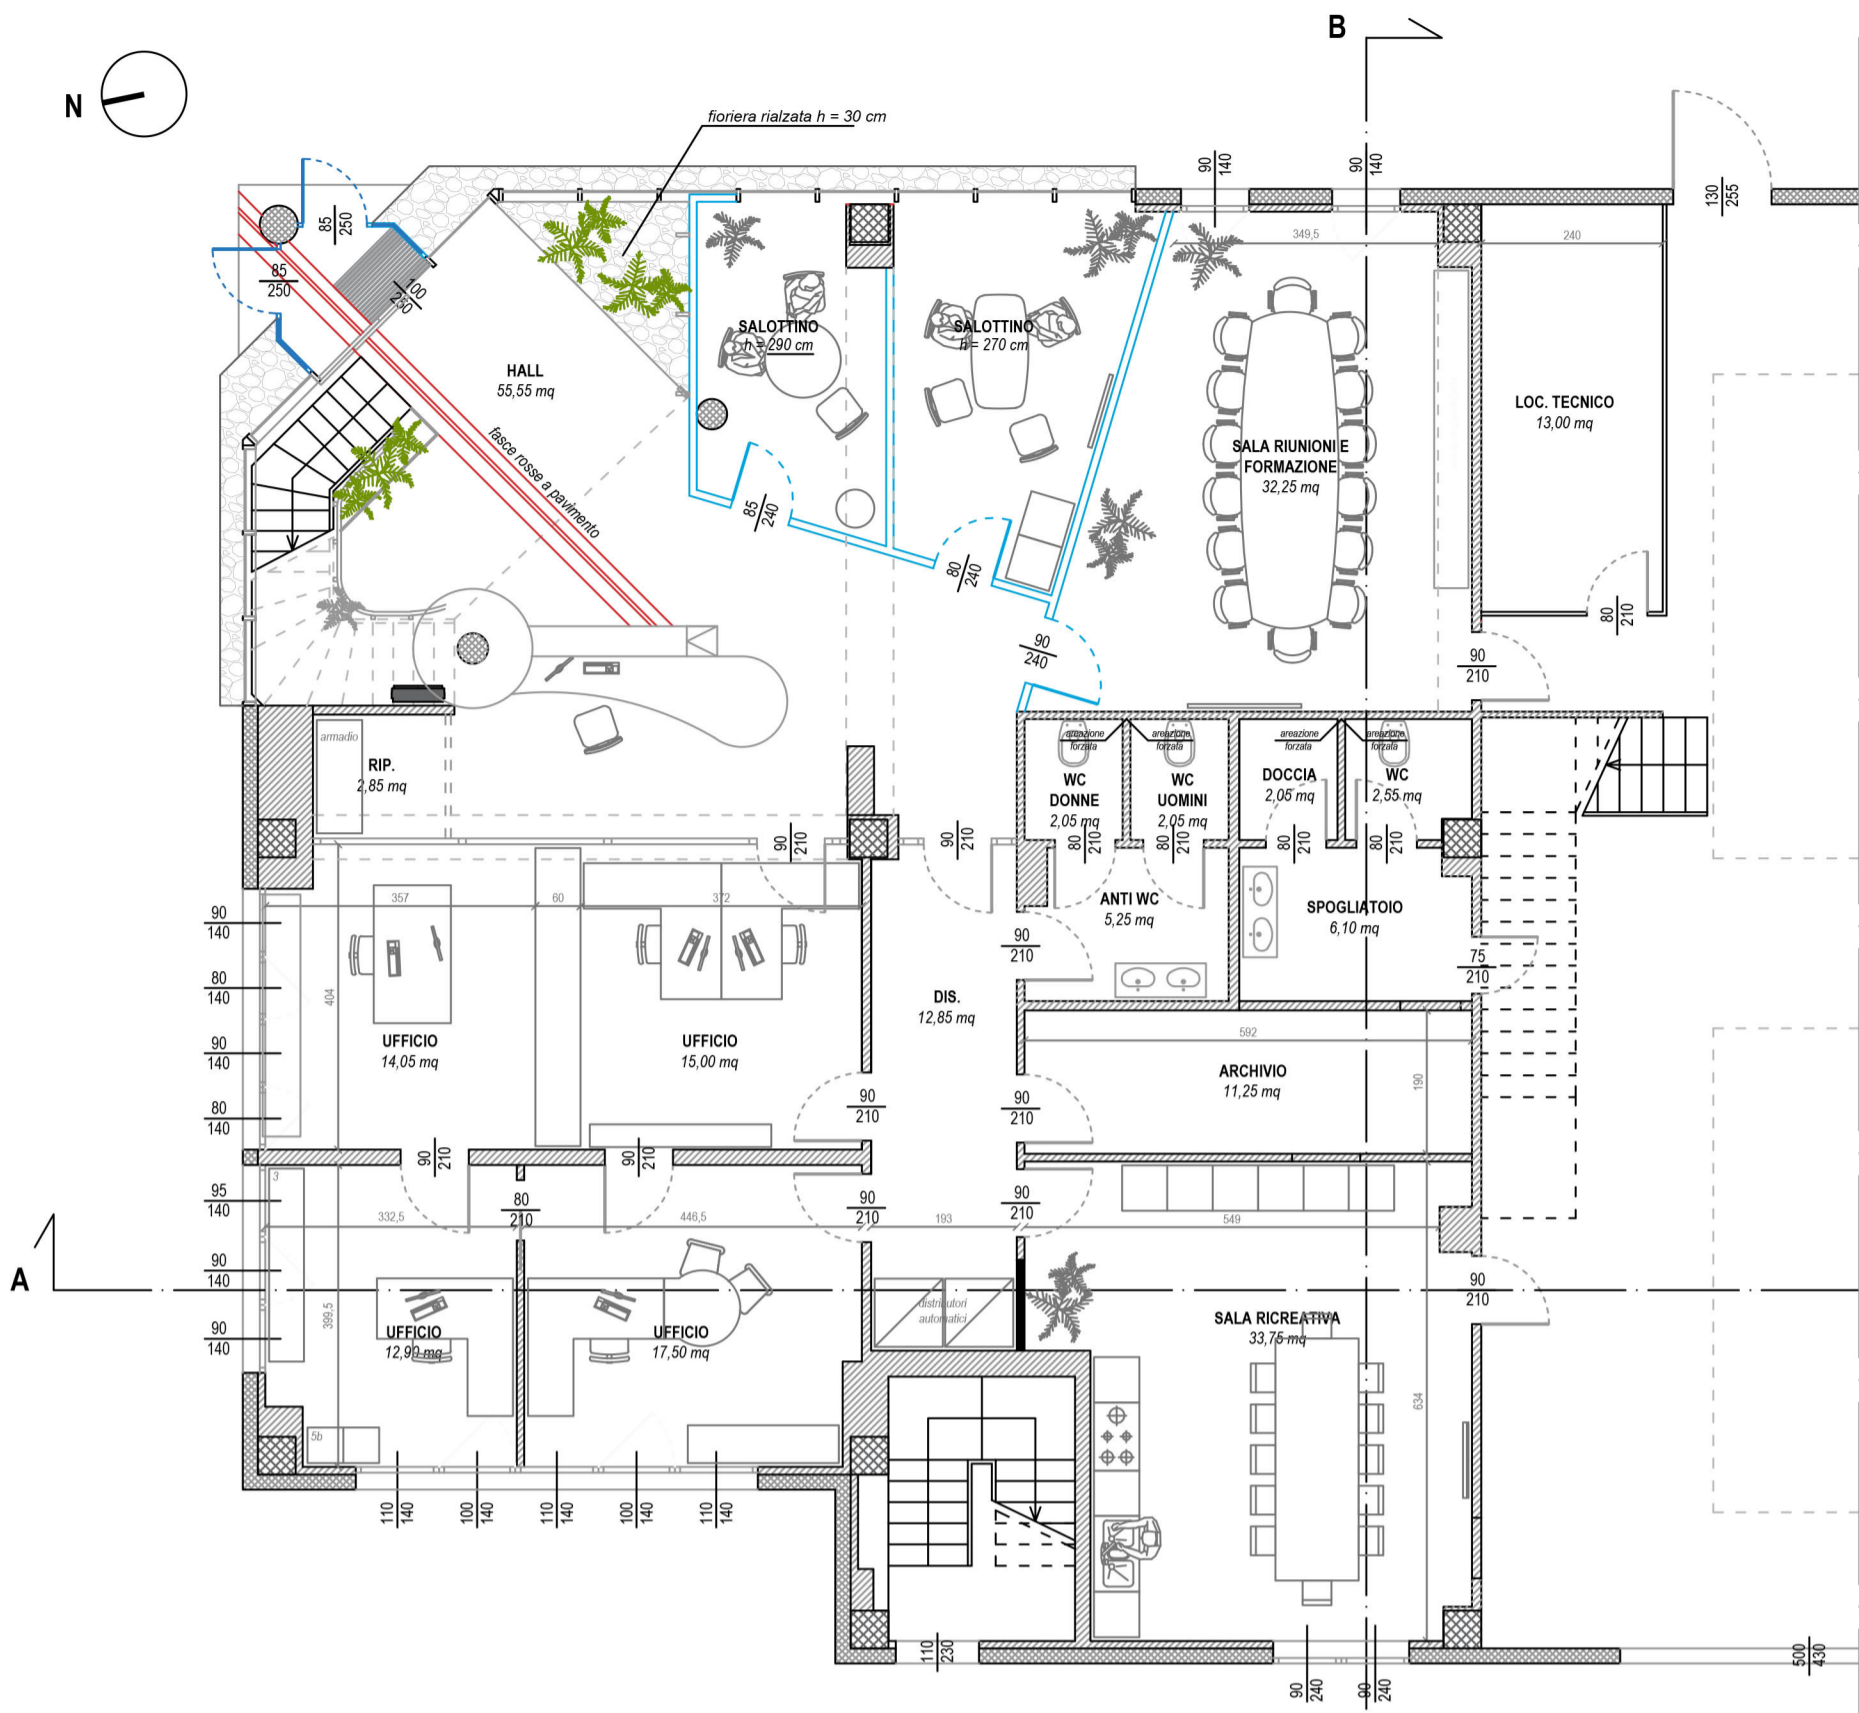 B
N
fioriera rialzata h = 30 cm
90
140
90
140
130
255
85
250
85
250
100
250
349,5
240
SALOTTINO
h = 290 cm
SALOTTINO
h = 270 cm
HALL
55,55 mq
LOC. TECNICO
13,00 mq
SALA RIUNIONI E
FORMAZIONE
32,25 mq
fasce rosse a pavimento
85
240
80
240
80
210
90
240
90
210
armadio
RIP.
2,85 mq
areazione
forzata
areazione
forzata
areazione
forzata
areazione
forzata
WC
DONNE
2,05 mq
WC
UOMINI
2,05 mq
DOCCIA
2,05 mq
WC
2,55 mq
90
210
90
210
80
210
80
210
80
210
80
210
357
60
372
90
140
ANTI WC
5,25 mq
SPOGLIATOIO
6,10 mq
90
210
75
210
80
140
404
DIS.
12,85 mq
UFFICIO
14,05 mq
UFFICIO
15,00 mq
592
90
140
ARCHIVIO
11,25 mq
190
80
140
90
210
90
210
90
210
90
210
3
95
140
80
210
90
210
90
210
332,5
446,5
193
549
A
90
140
90
210
399,5
distributori
automatici
SALA RICREATIVA
33,75 mq
90
140
UFFICIO
12,90 mq
UFFICIO
17,50 mq
634
5b
110
140
100
140
110
140
100
140
110
140
110
230
90
240
90
240
500
430